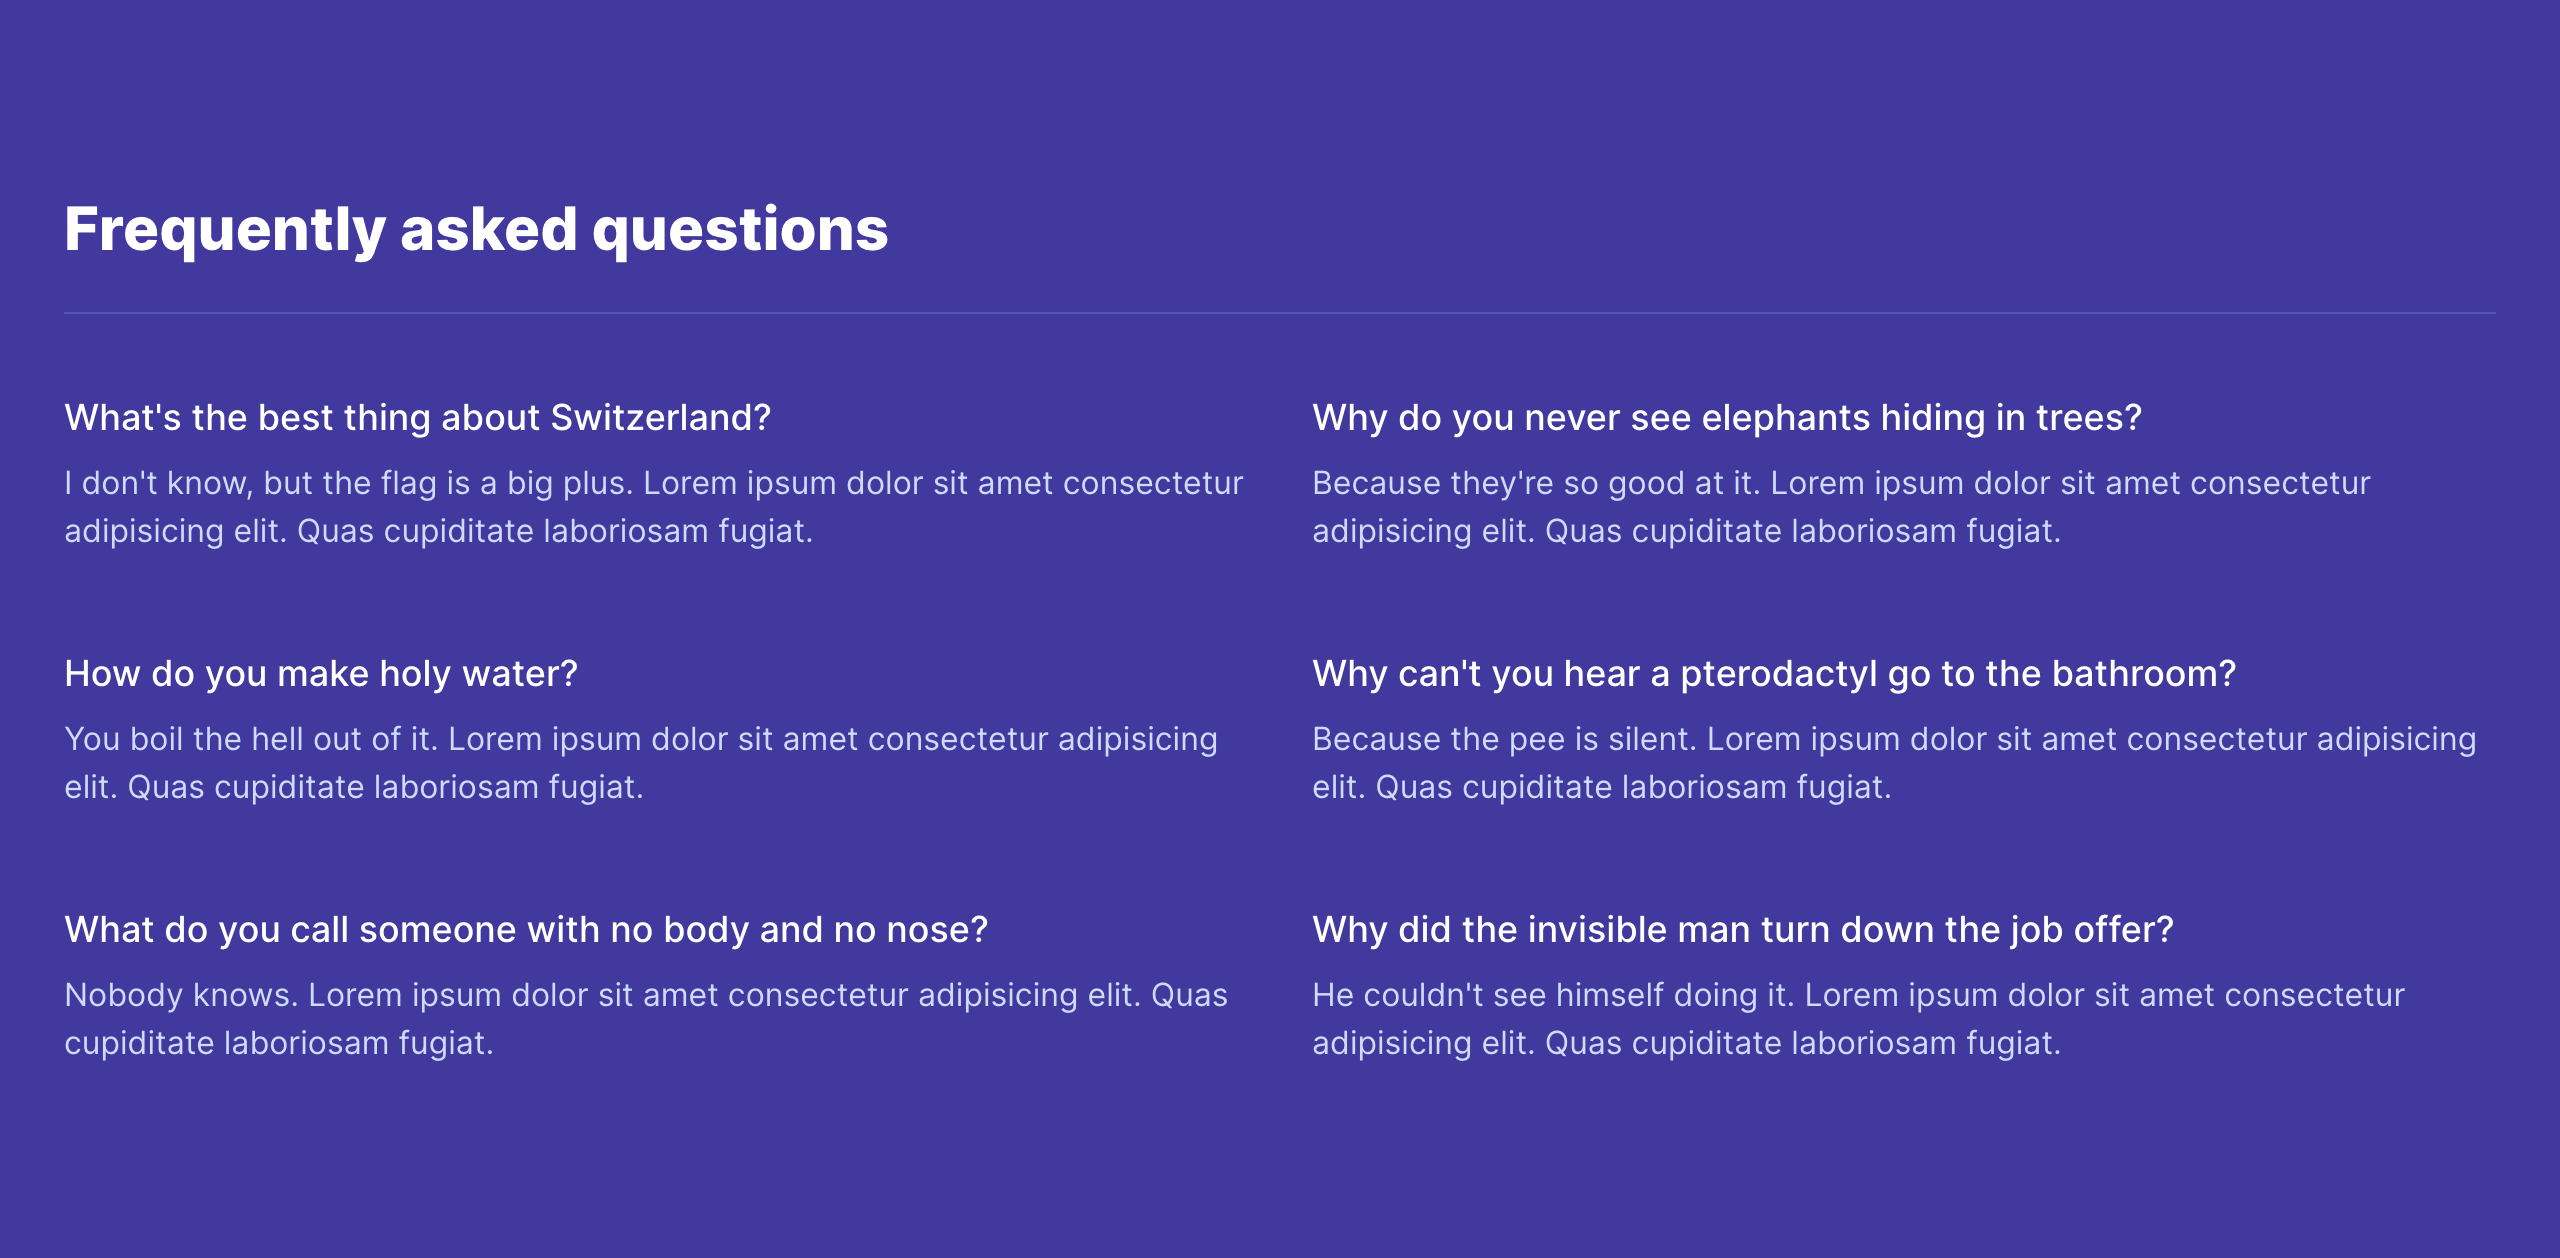 Frequently asked questions
What's the best thing about Switzerland?
I don't know, but the flag is a big plus. Lorem ipsum dolor sit amet consectetur
adipisicing elit. Quas cupiditate laboriosam fugiat.
Why do you never see elephants hiding in trees?
Because they're so good at it. Lorem ipsum dolor sit amet consectetur
adipisicing elit. Quas cupiditate laboriosam fugiat.
How do you make holy water?
You boil the hell out of it. Lorem ipsum dolor sit amet consectetur adipisicing
elit. Quas cupiditate laboriosam fugiat.
Why can't you hear a pterodactyl go to the bathroom?
Because the pee is silent. Lorem ipsum dolor sit amet consectetur adipisicing
elit. Quas cupiditate laboriosam fugiat.
What do you call someone with no body and no nose?
Nobody knows. Lorem ipsum dolor sit amet consectetur adipisicing elit. Quas
cupiditate laboriosam fugiat.
Why did the invisible man turn down the job offer?
He couldn't see himself doing it. Lorem ipsum dolor sit amet consectetur
adipisicing elit. Quas cupiditate laboriosam fugiat.